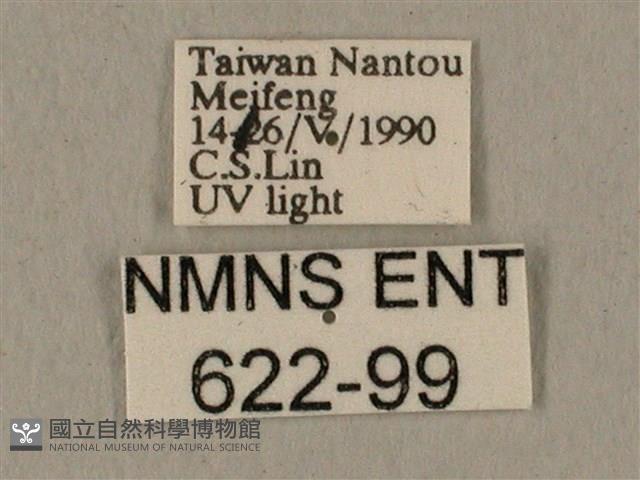 Taiwan Nantou
Meifeng
14-26/V./1990
C.S.Lin
UV light
NMNS ENT
622-99
國立自然科學博物館
NATIONAL MUSEUM OF NATURAL SCIENCE